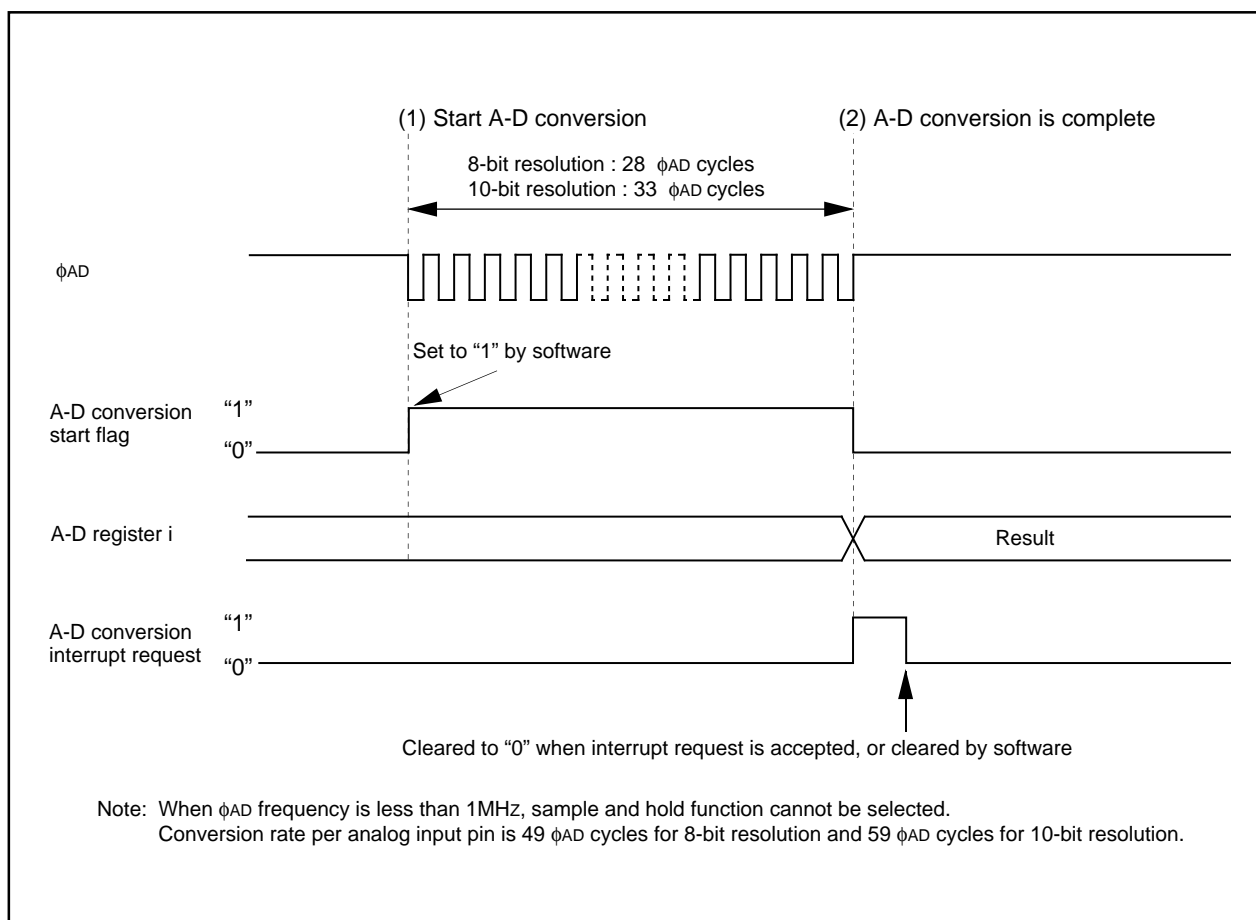 (1) Start A-D conversion
(2) A-D conversion is complete
8-bit resolution : 28 ϕAD cycles
10-bit resolution : 33 ϕAD cycles
ϕAD
Set to “1” by software
A-D conversion
start flag
“1”
“0”
A-D register i
Result
A-D conversion
interrupt request
“1”
“0”
Cleared to “0” when interrupt request is accepted, or cleared by software
Note: When ϕAD frequency is less than 1MHz, sample and hold function cannot be selected.
Conversion rate per analog input pin is 49 ϕAD cycles for 8-bit resolution and 59 ϕAD cycles for 10-bit resolution.